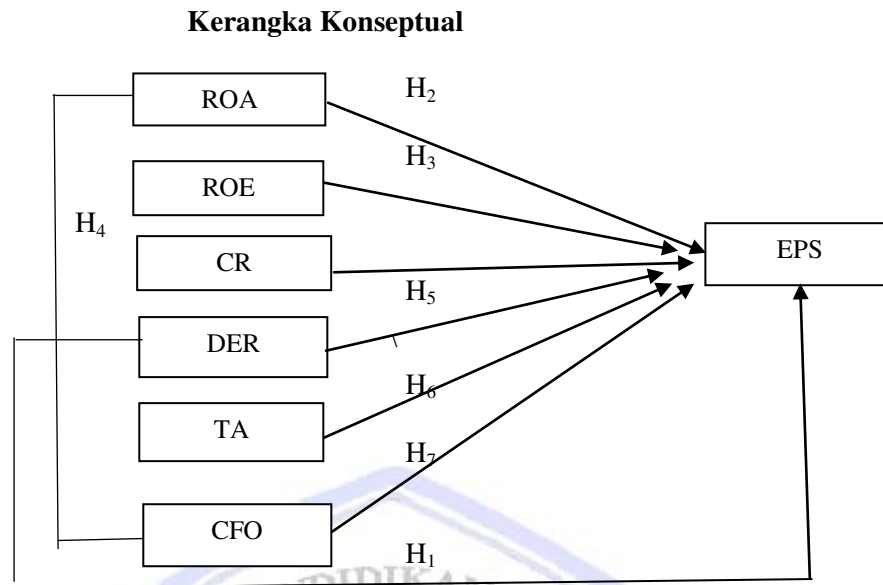 Kerangka Konseptual
ROA
H2
ROE
H3
H4
CR
EPS
H5
DER
H6
TA
H7
CFO
H1